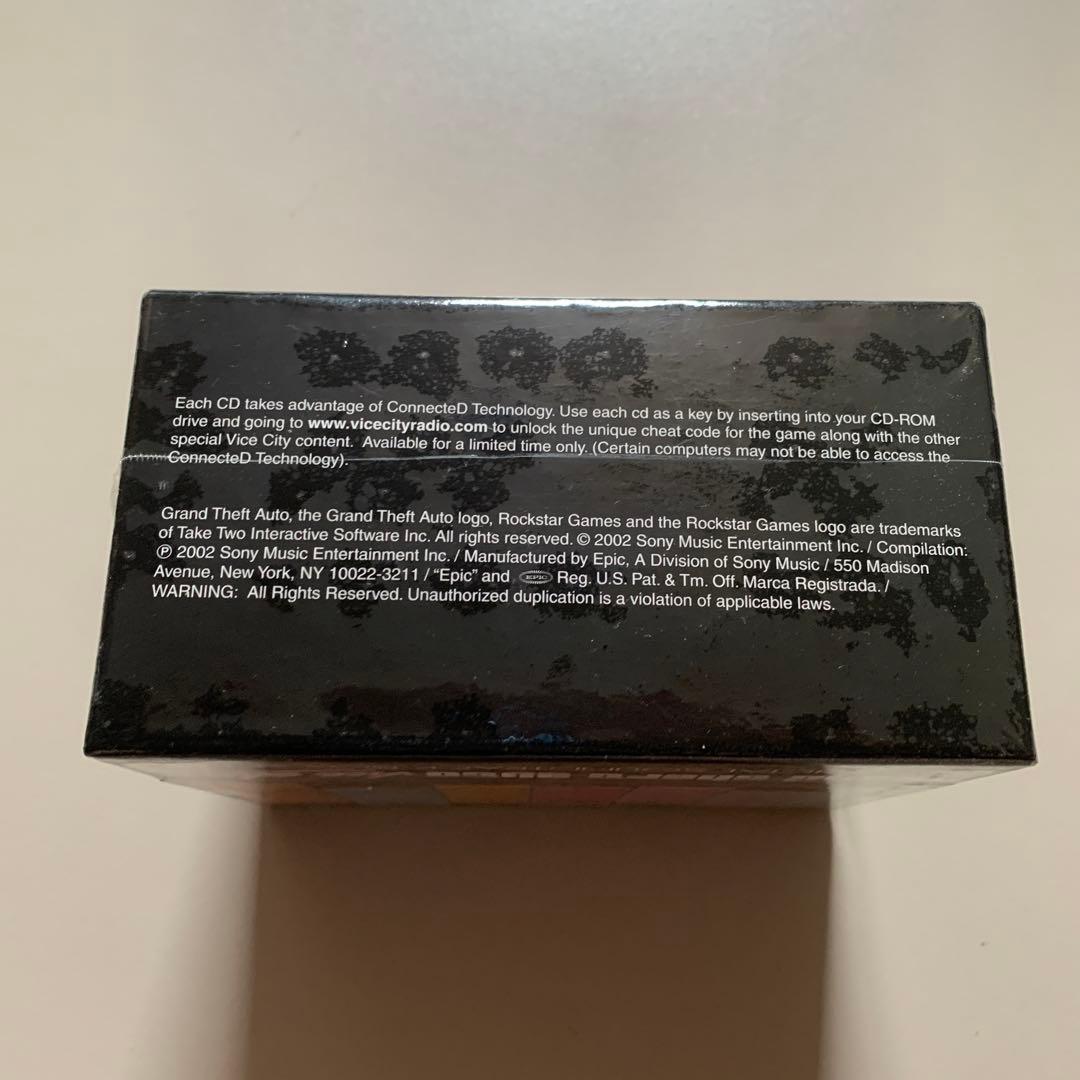 Each CD takes advantage of ConnecteD Technology. Use each cd as a key by inserting into your CD-ROM
drive and going to www.vicecityradio.com to unlock the unique cheat code for the game along with the other
special Vice City content. Available for a limited time only. (Certain computers may not be able to access the
ConnecteD Technology).
Grand Theft Auto, the Grand Theft Auto logo, Rockstar Games and the Rockstar Games logo are trademarks
of Take Two Interactive Software Inc. All rights reserved. © 2002 Sony Music Entertainment Inc. / Compilation:
℗ 2002 Sony Music Entertainment Inc. / Manufactured by Epic, A Division of Sony Music / 550 Madison
Avenue, New York, NY 10022-3211 / “Epic” and EPIC Reg. U.S. Pat. & Tm. Off. Marca Registrada. /
WARNING: All Rights Reserved. Unauthorized duplication is a violation of applicable laws.